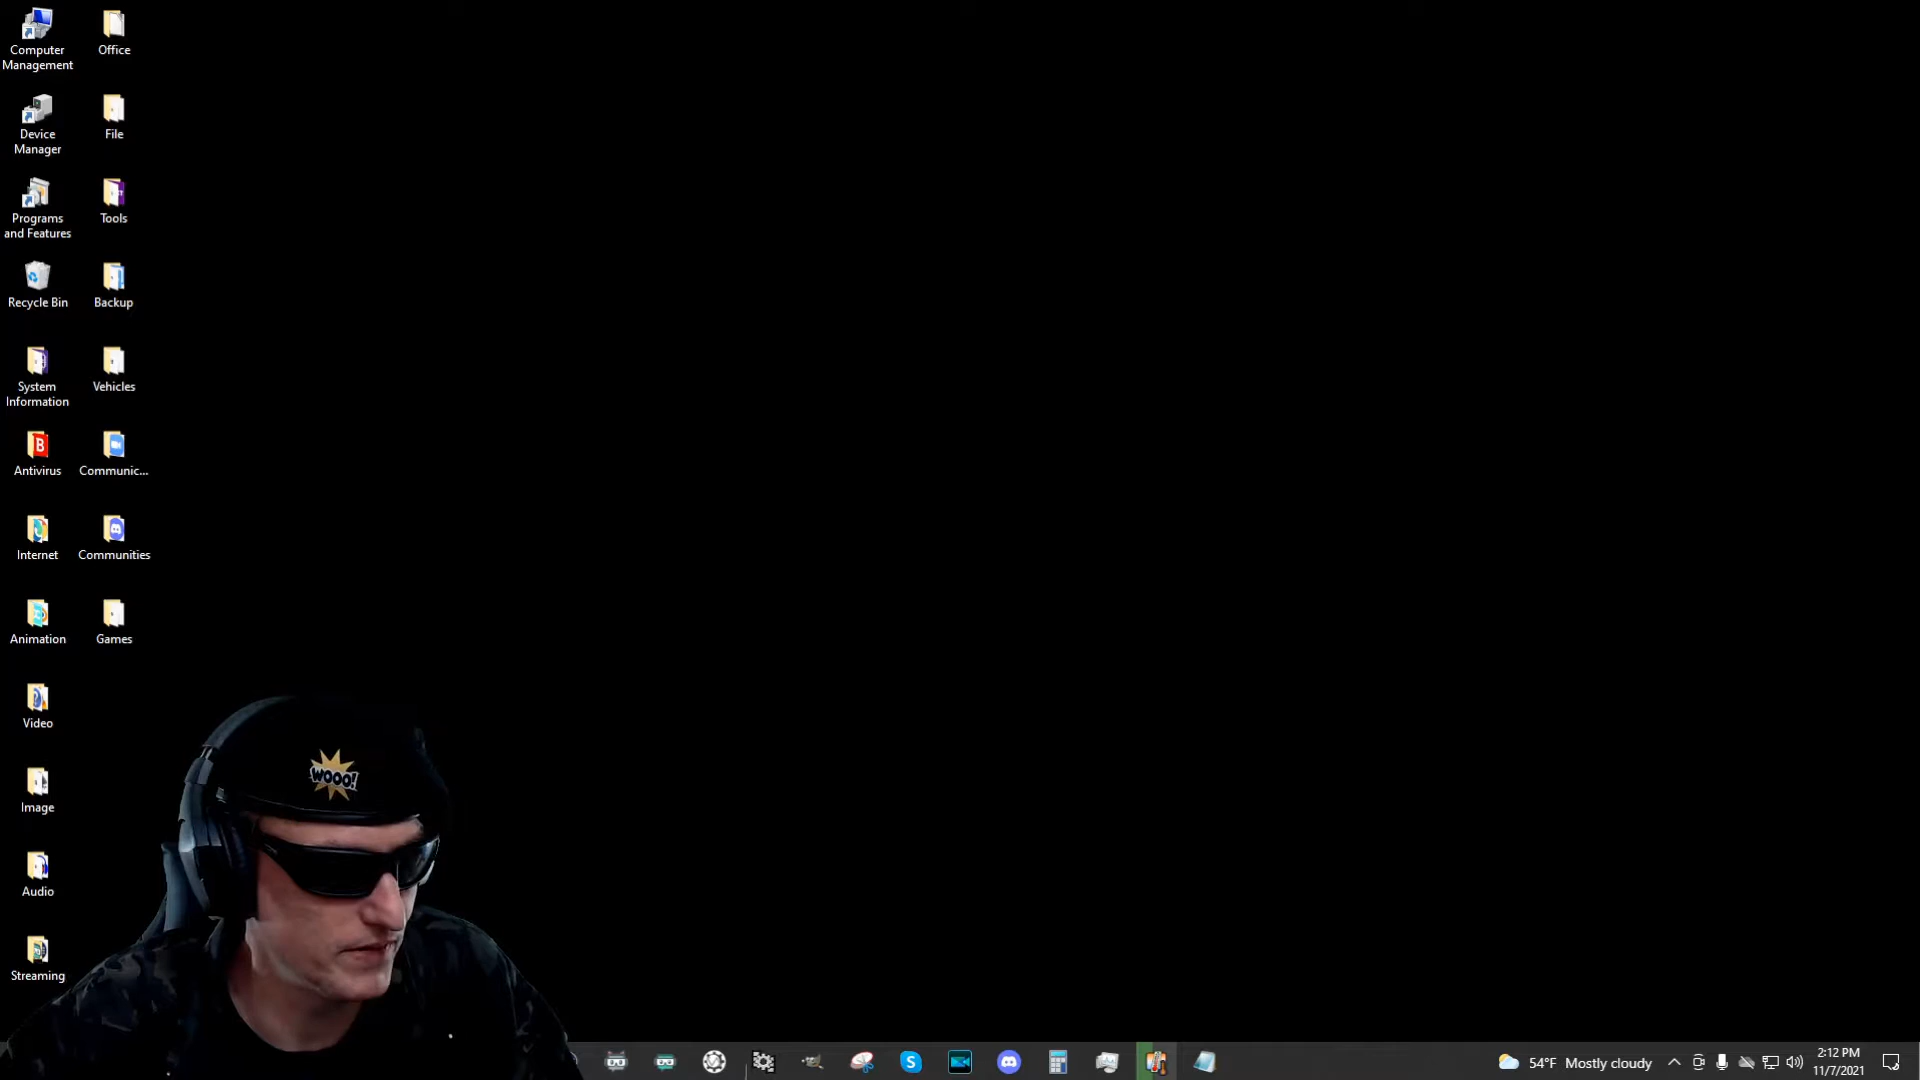 Computer
Management
Office
Device
Manager
File
Programs
and Features
Tools
Recycle Bin
Backup
System
Information
Vehicles
Antivirus
Communic...
Internet
Communities
Animation
Games
Video
Image
Audio
Streaming
WOOO!
54°F Mostly cloudy
2:12 PM
11/7/2021